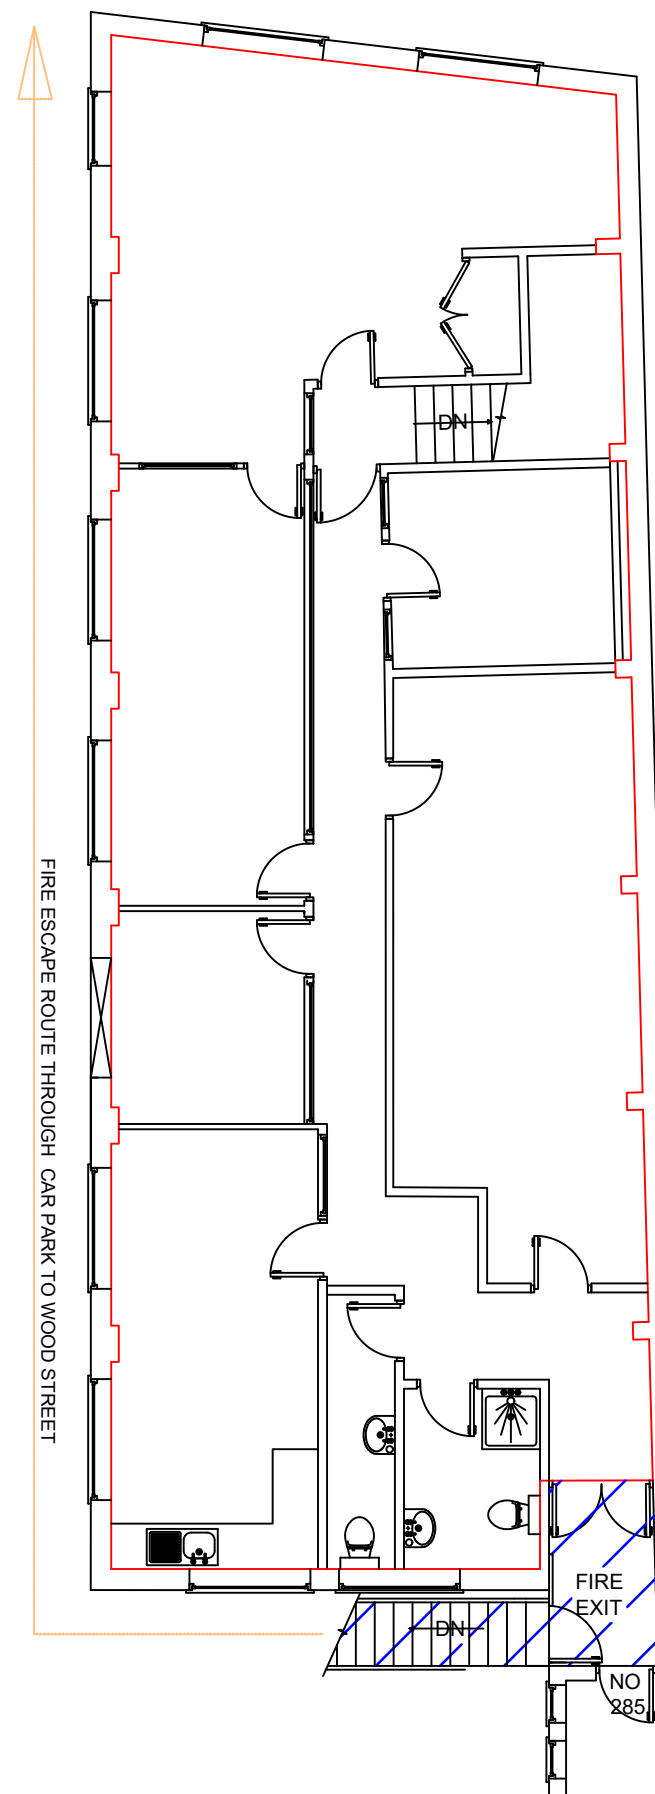 DN
FIRE ESCAPE ROUTE THROUGH CAR PARK TO WOOD STREET
FIRE
EXIT
DN
NO
285